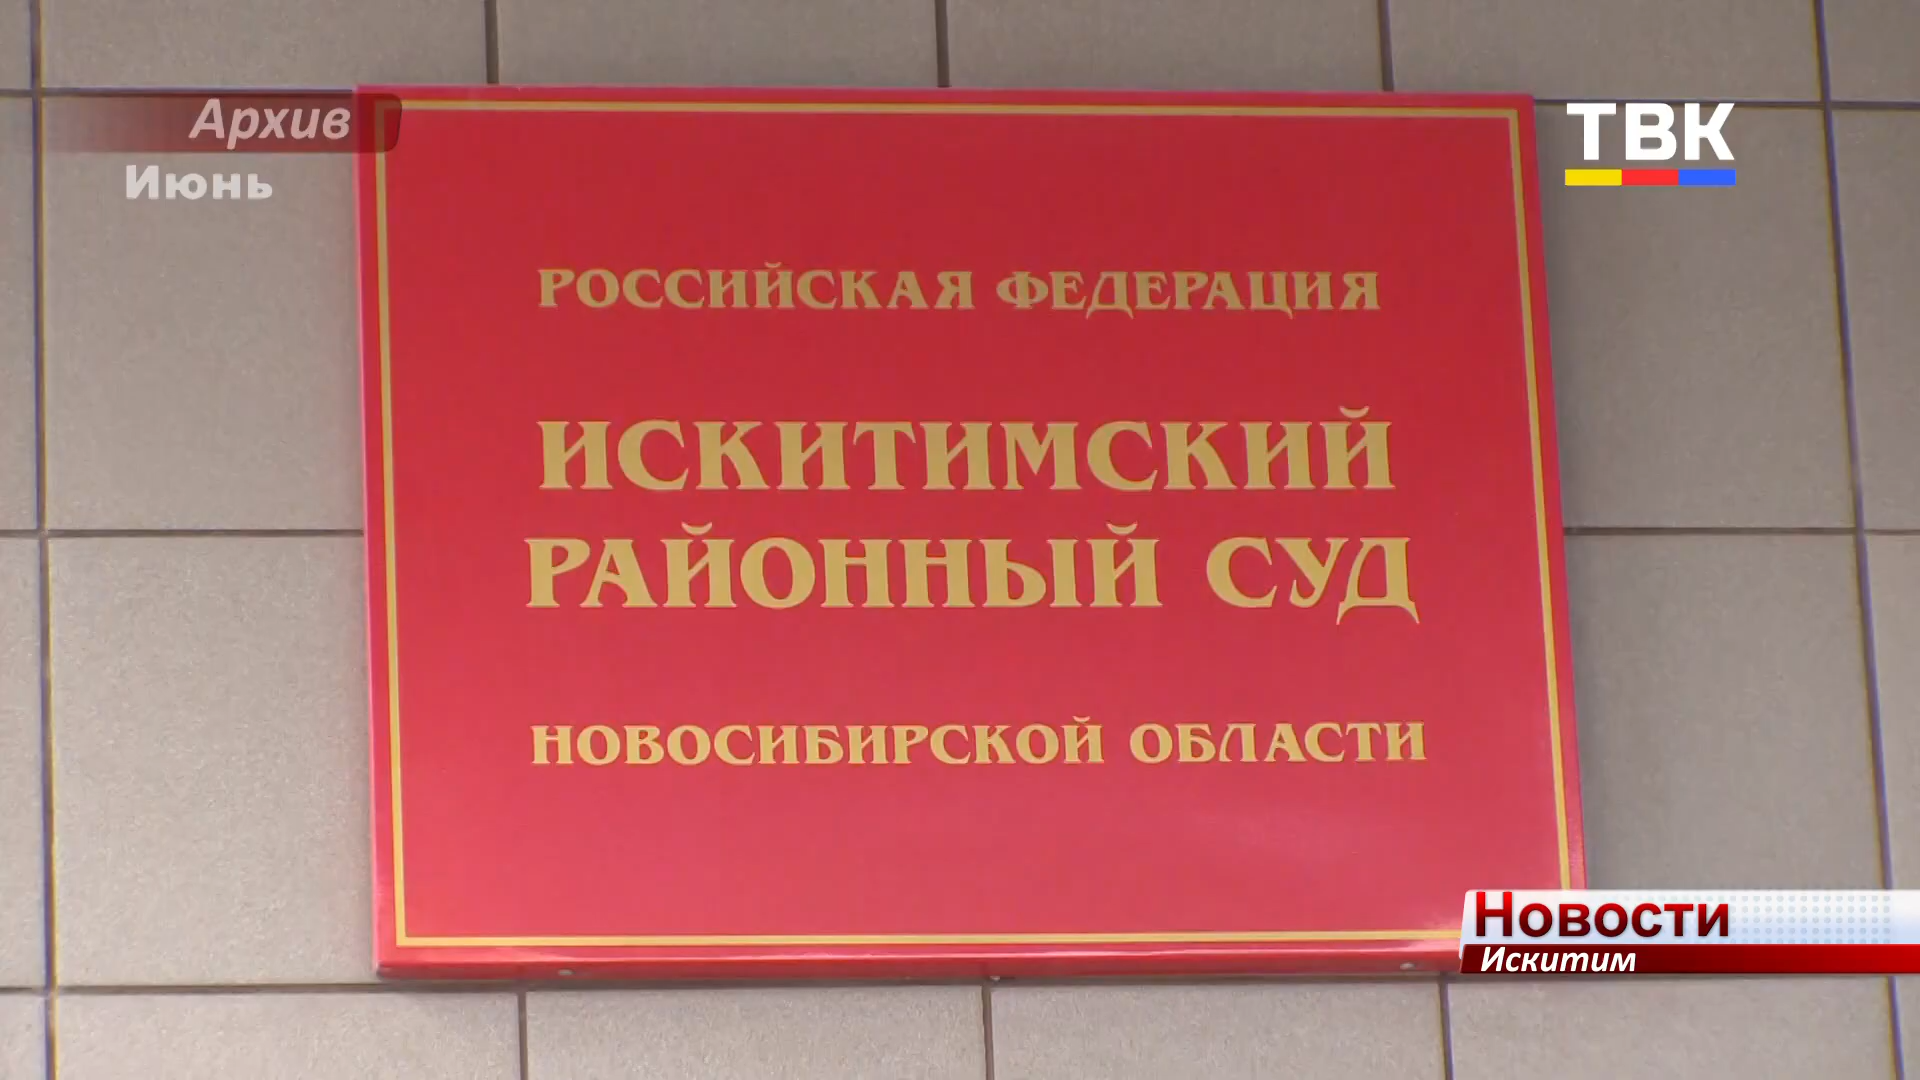 Архив
Июнь
ТВК
РОССИЙСКАЯ ФЕДЕРАЦИЯ
ИСКИТИМСКИЙ
РАЙОННЫЙ СУД
НОВОСИБИРСКОЙ ОБЛАСТИ
Новости
Искитим